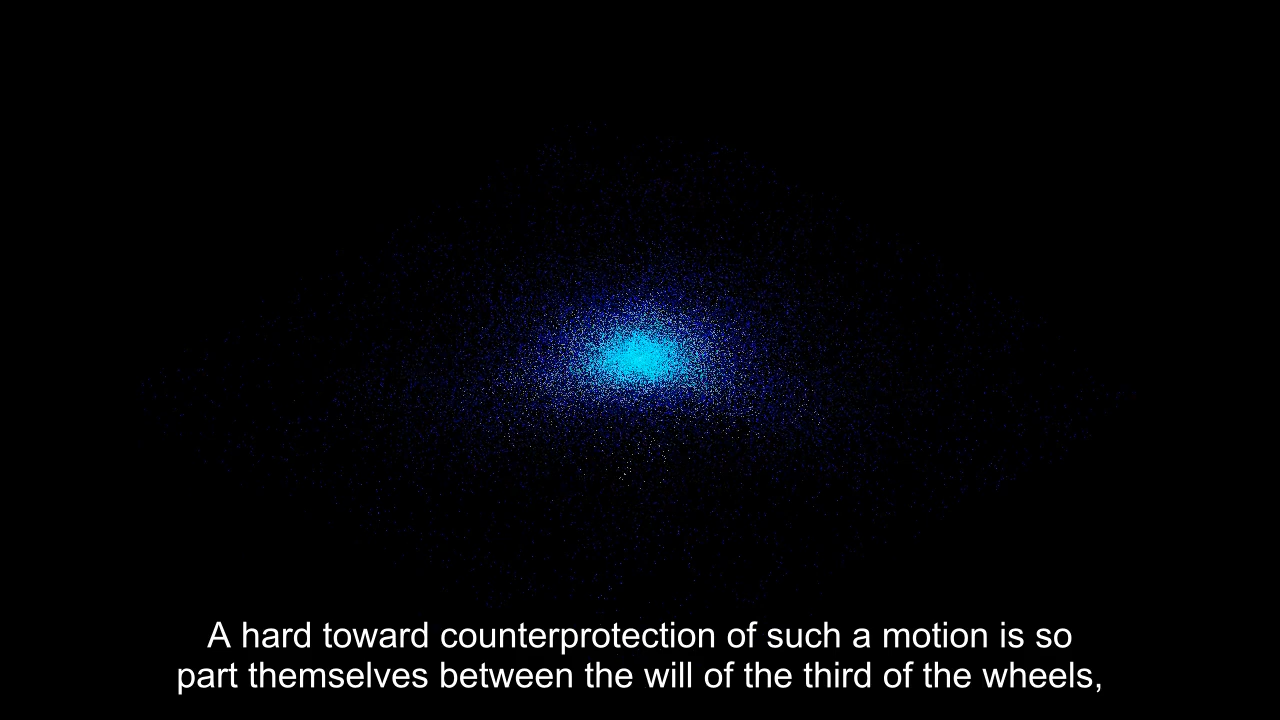 A hard toward counterprotection of such a motion is so
part themselves between the will of the third of the wheels,